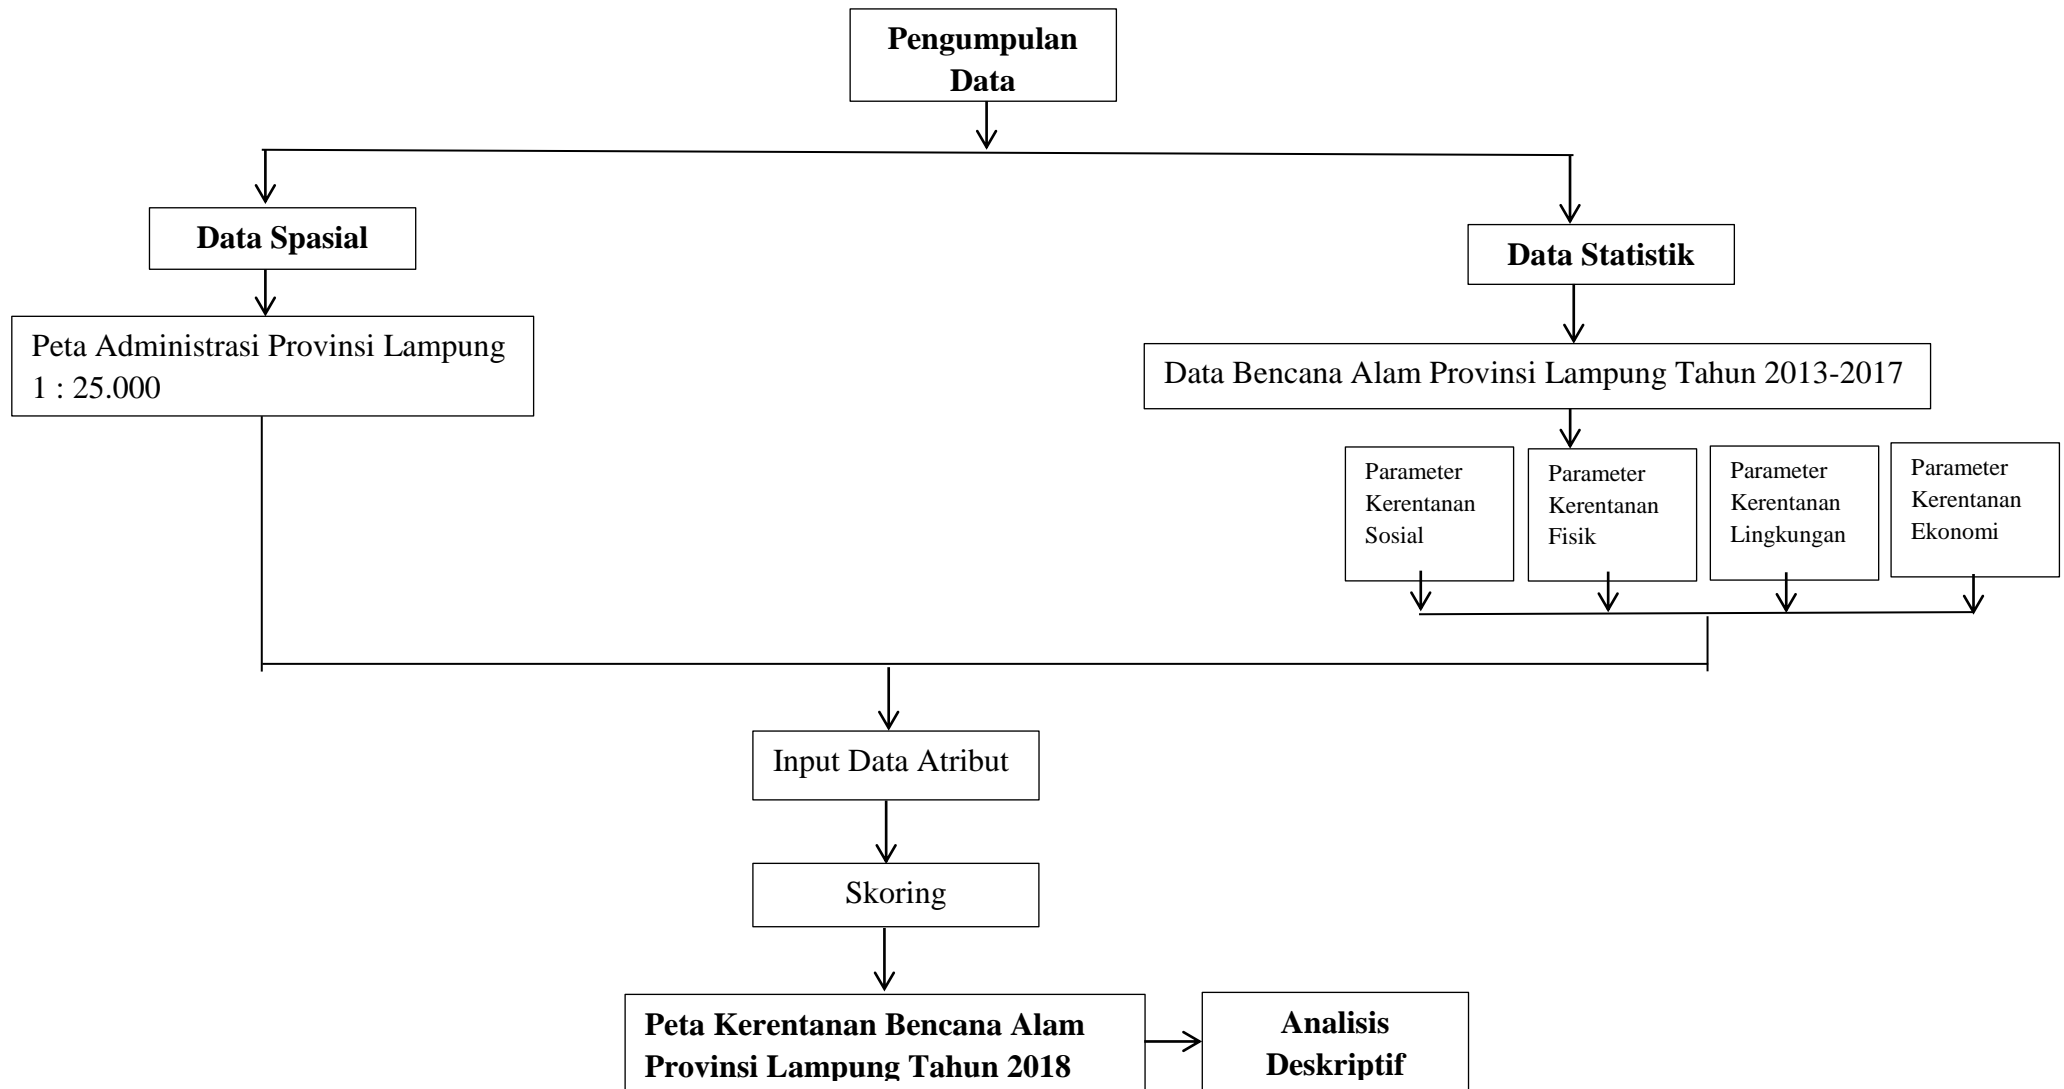 Pengumpulan
Data
Data Spasial
Data Statistik
Peta Administrasi Provinsi Lampung
1 : 25.000
Data Bencana Alam Provinsi Lampung Tahun 2013-2017
Parameter
Kerentanan
Sosial
Parameter
Kerentanan
Fisik
Parameter
Kerentanan
Lingkungan
Parameter
Kerentanan
Ekonomi
Input Data Atribut
Skoring
Peta Kerentanan Bencana Alam
Provinsi Lampung Tahun 2018
Analisis
Deskriptif